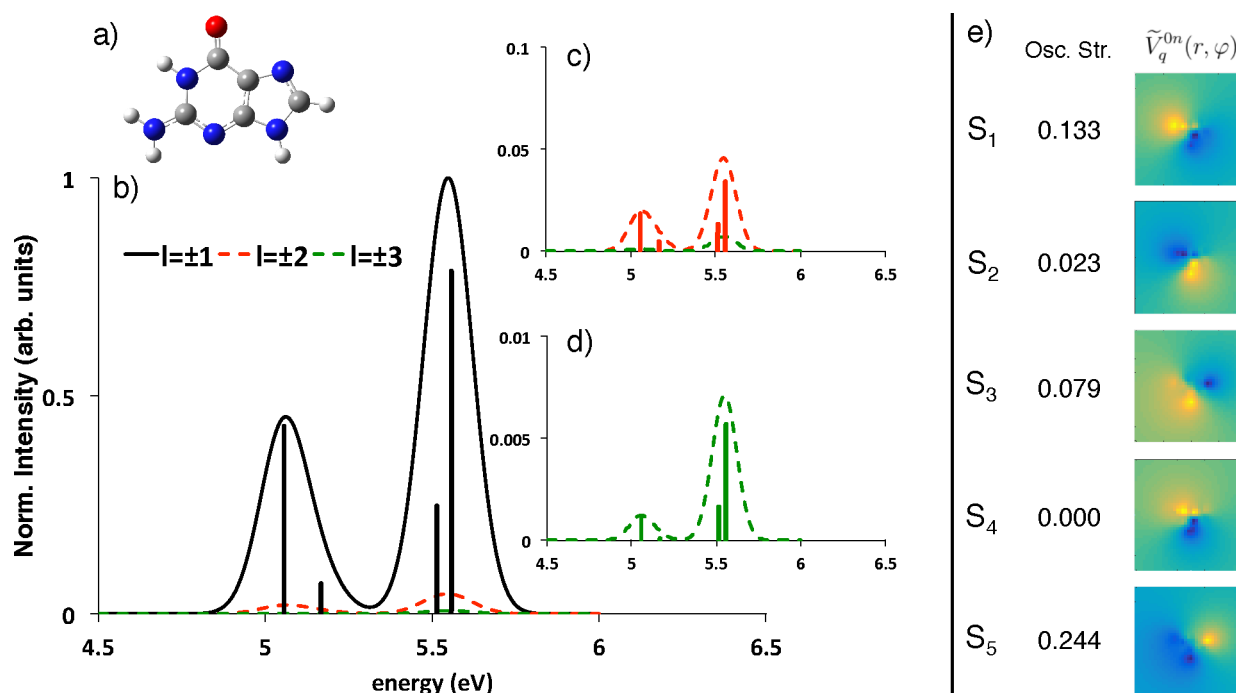 a)
b)
1
0.5
0
4.5 5 5.5 6 6.5
Norm. Intensity (arb. units)
energy (eV)
l=±1 l=±2 l=±3
c)
0.1
0.05
0
4.5 5 5.5 6 6.5
d)
0.01
0.005
0
4.5 5 5.5 6 6.5
e)
Osc. Str. Ṽ_q^{0n}(r, φ)
S₁ 0.133
S₂ 0.023
S₃ 0.079
S₄ 0.000
S₅ 0.244